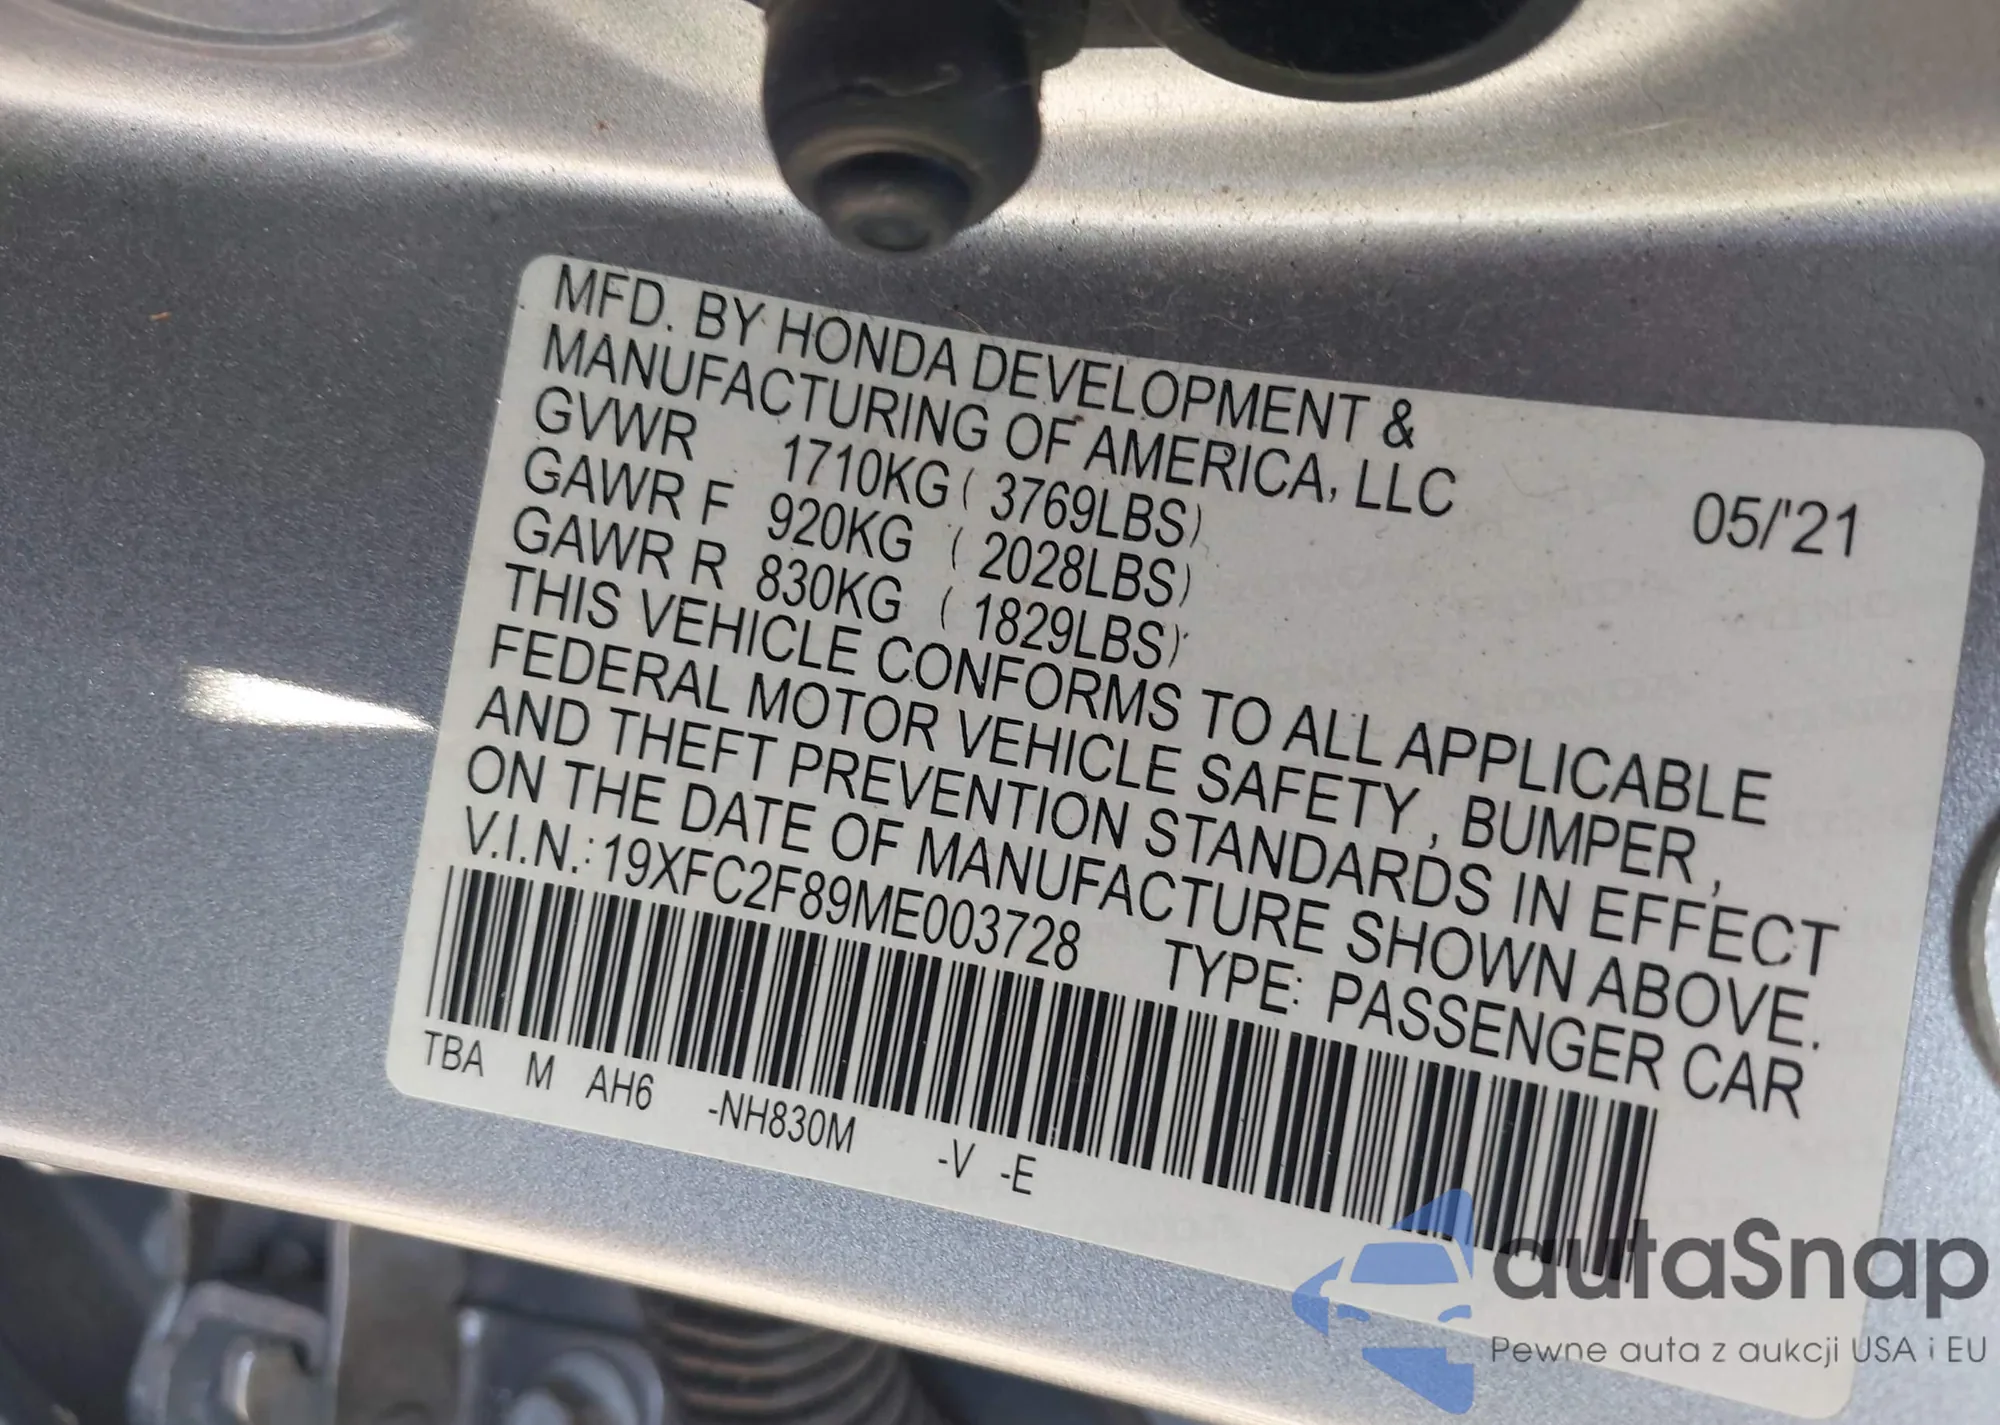 MFD. BY HONDA DEVELOPMENT &
MANUFACTURING OF AMERICA, LLC 05/'21
GVWR 1710KG ( 3769LBS)
GAWR F 920KG ( 2028LBS)
GAWR R 830KG ( 1829LBS)
THIS VEHICLE CONFORMS TO ALL APPLICABLE
FEDERAL MOTOR VEHICLE SAFETY , BUMPER ,
AND THEFT PREVENTION STANDARDS IN EFFECT
ON THE DATE OF MANUFACTURE SHOWN ABOVE.
V.I.N.: 19XFC2F89ME003728 TYPE: PASSENGER CAR
TBA M AH6 -NH830M -V -E
autaSnap
Pewne auta z aukcji USA i EU